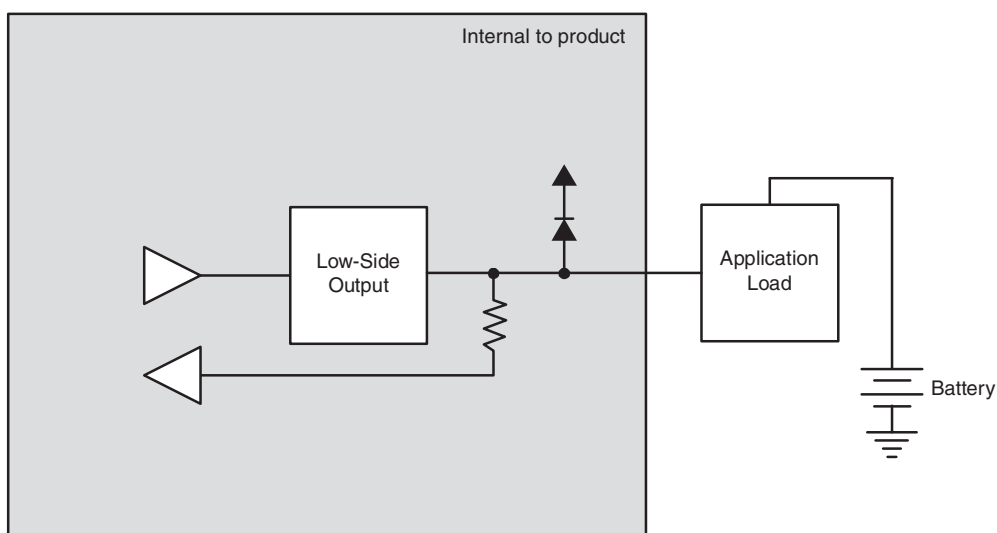 Internal to product
Low-Side
Output
Application
Load
Battery